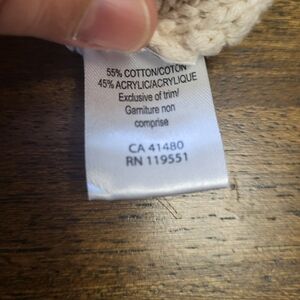 55% COTTON/COTON
45% ACRYLIC/ACRYLIQUE
Exclusive of trim/
Garniture non
comprise
CA 41480
RN 119551